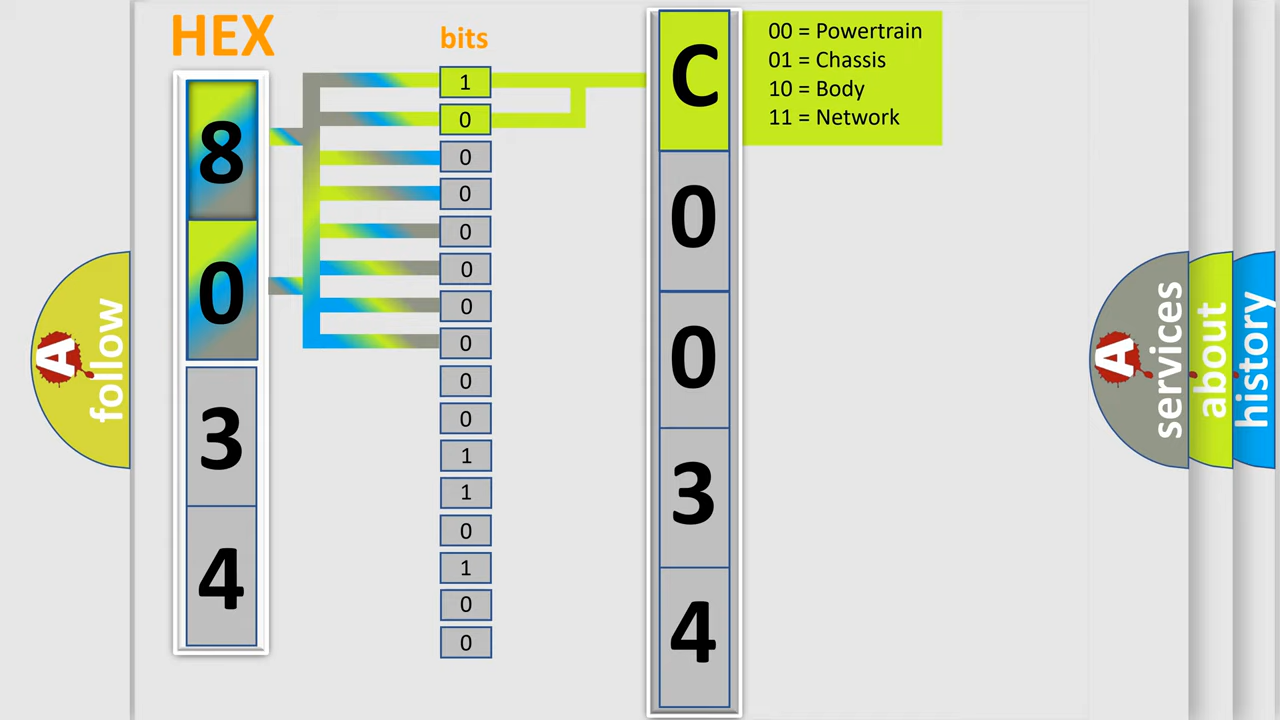 HEX
8
0
3
4
bits
1
0
0
0
0
0
0
0
0
0
1
1
0
1
0
0
C
0
0
3
4
00 = Powertrain
01 = Chassis
10 = Body
11 = Network
A
follow
A
services
about
history